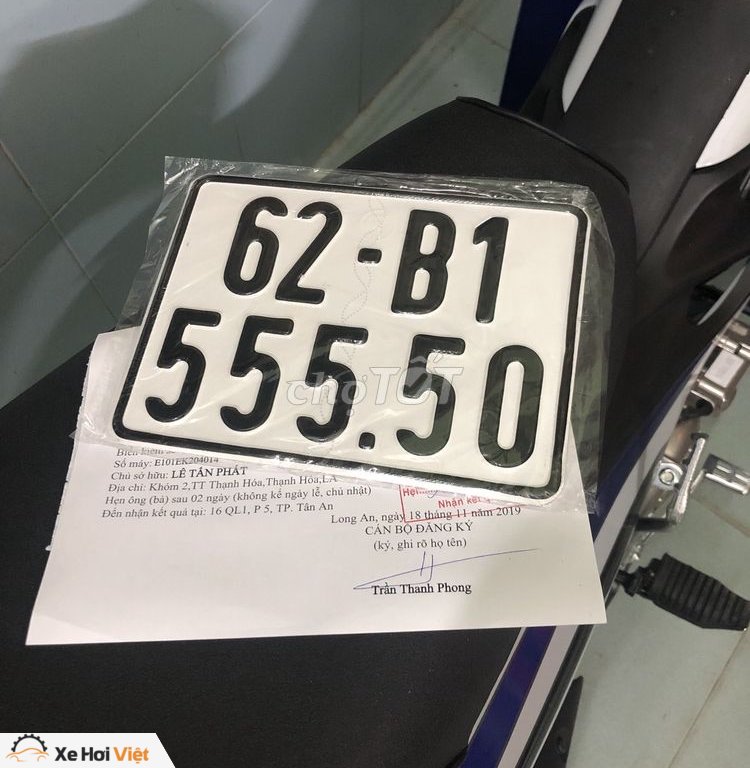 62-B1
555.50
chợTỐT
Số máy: E101EK204014
Chủ sở hữu: LÊ TẤN PHÁT
Địa chỉ: Khóm 2,TT Thạnh Hóa,Thạnh Hóa,LA
Hẹn ông (bà) sau 02 ngày (không kể ngày lễ, chủ nhật)
Đến nhận kết quả tại: 16 QL1, P 5, TP. Tân An
Nhận kết
Long An, ngày 18 tháng 11 năm 2019
CÁN BỘ ĐĂNG KÝ
(ký, ghi rõ họ tên)
Trần Thanh Phong
Xe Hơi Việt